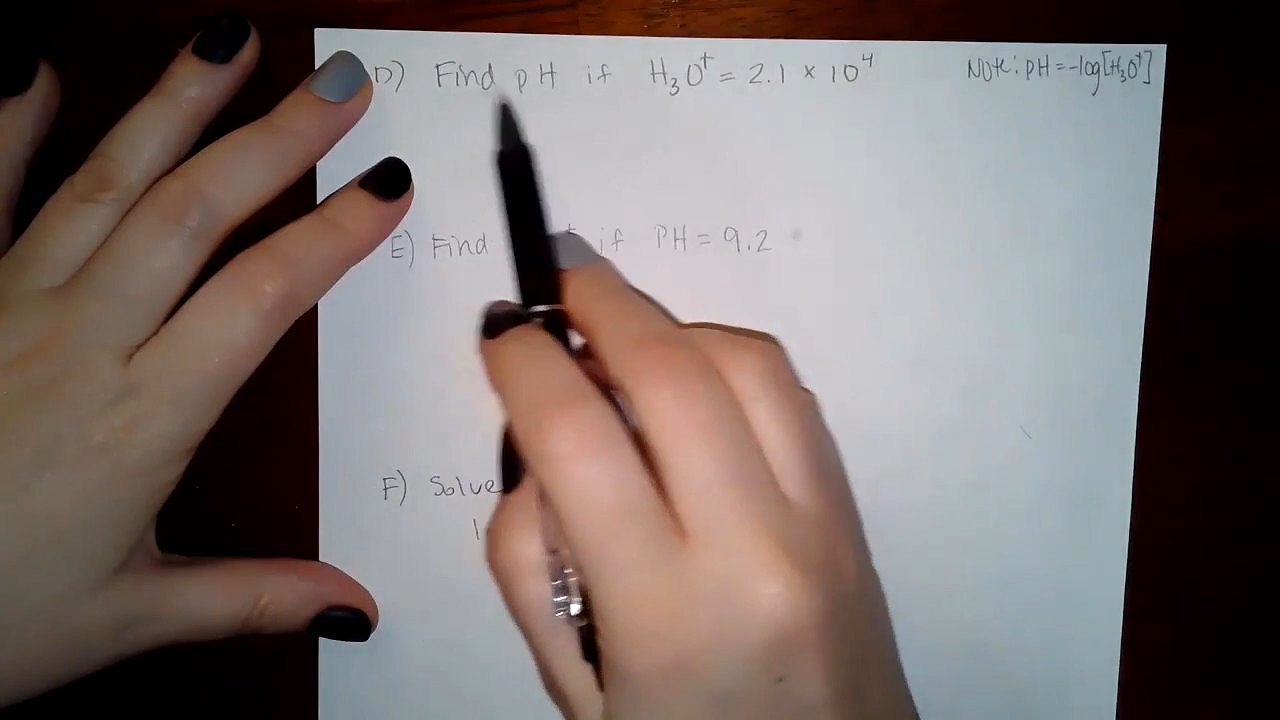 D) Find pH if H₃O⁺ = 2.1 × 10⁴
Note: pH = -log[H₃O⁺]
E) Find if PH = 9.2
F) Solve